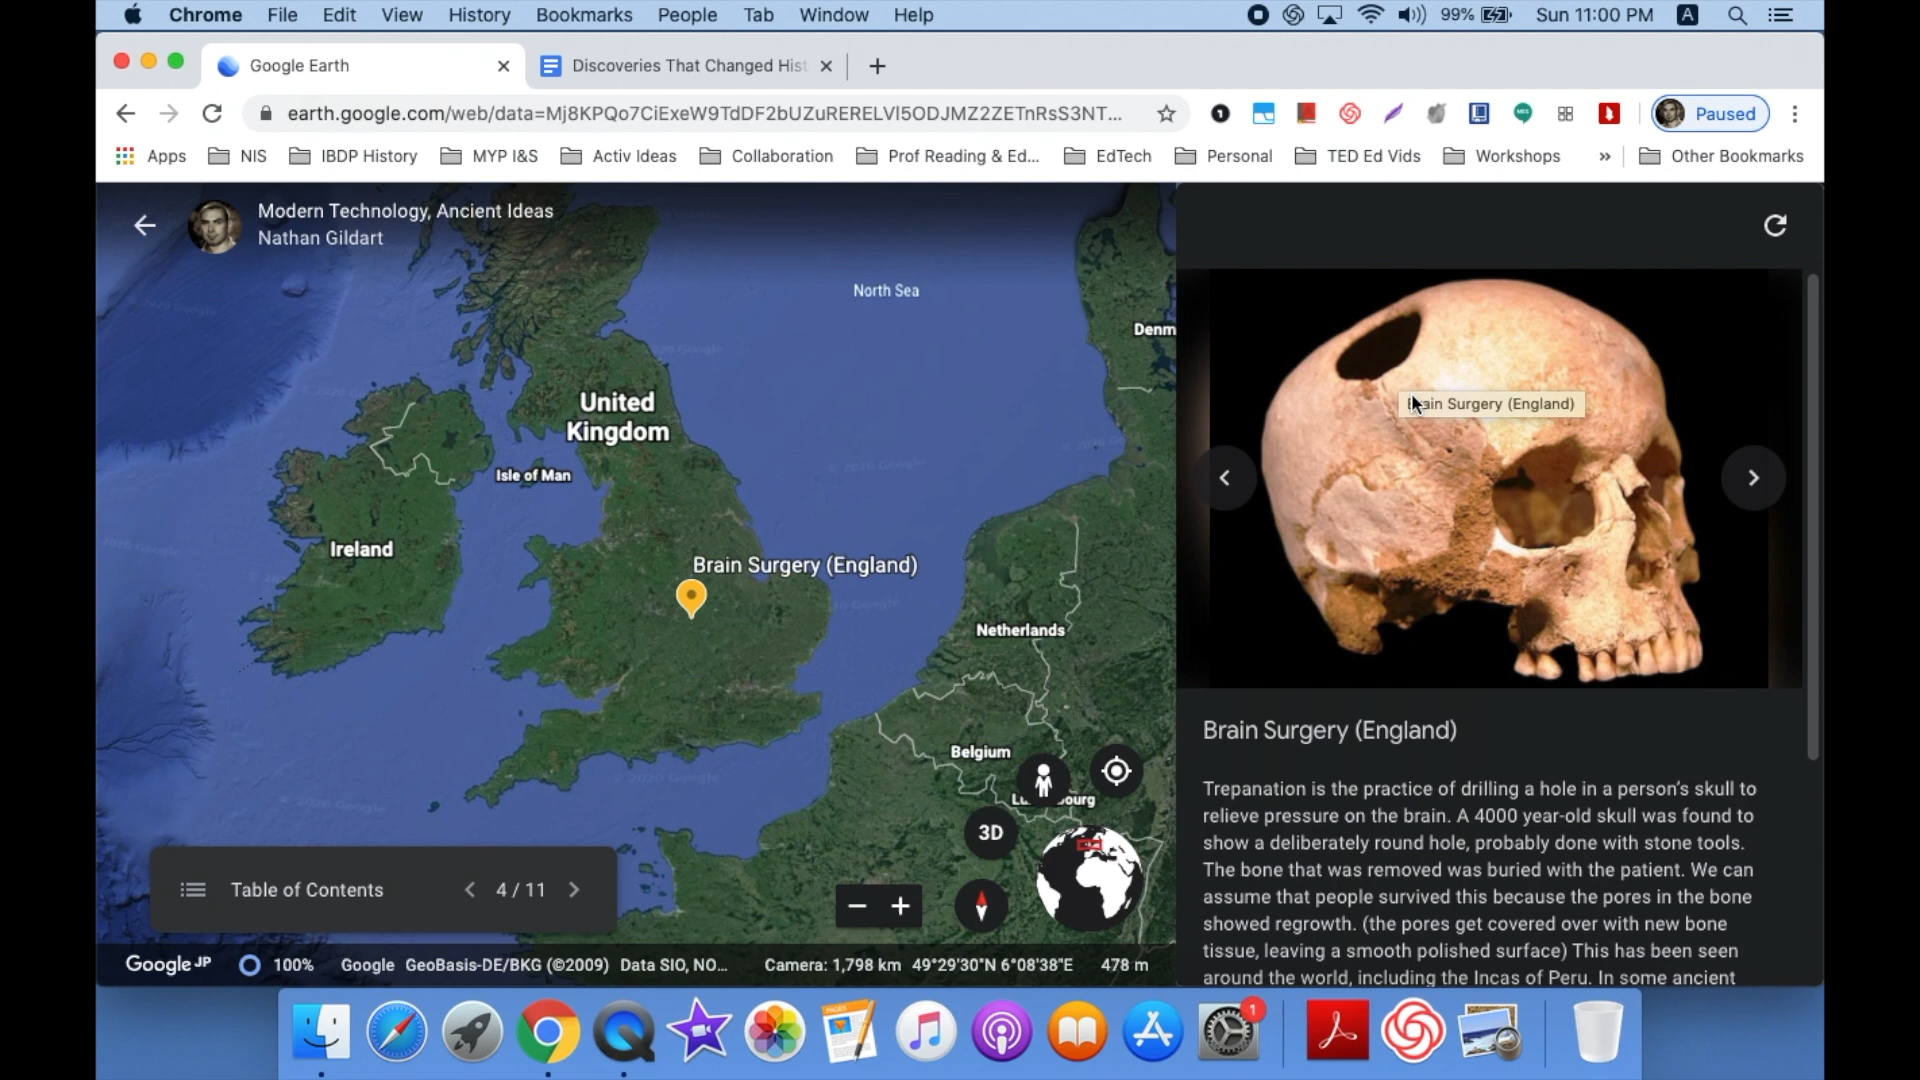 Chrome File Edit View History Bookmarks People Tab Window Help 99% Sun 11:00 PM A
Google Earth Discoveries That Changed Hist
earth.google.com/web/data=Mj8KPQo7CiExeW9TdDF2bUZuRERELVl5ODJMZ2ZETnRsS3NT... Paused
Apps NIS IBDP History MYP I&S Activ Ideas Collaboration Prof Reading & Ed... EdTech Personal TED Ed Vids Workshops » Other Bookmarks
Modern Technology, Ancient Ideas
Nathan Gildart
North Sea
Denm
United
Kingdom
Isle of Man
Ireland
Brain Surgery (England)
Netherlands
Belgium
3D
Table of Contents 4 / 11
Google JP 100% Google GeoBasis-DE/BKG (©2009) Data SIO, NO... Camera: 1,798 km 49°29'30"N 6°08'38"E 478 m
ain Surgery (England)
Brain Surgery (England)
Trepanation is the practice of drilling a hole in a person's skull to
relieve pressure on the brain. A 4000 year-old skull was found to
show a deliberately round hole, probably done with stone tools.
The bone that was removed was buried with the patient. We can
assume that people survived this because the pores in the bone
showed regrowth. (the pores get covered over with new bone
tissue, leaving a smooth polished surface) This has been seen
around the world, including the Incas of Peru. In some ancient
PAGES
1